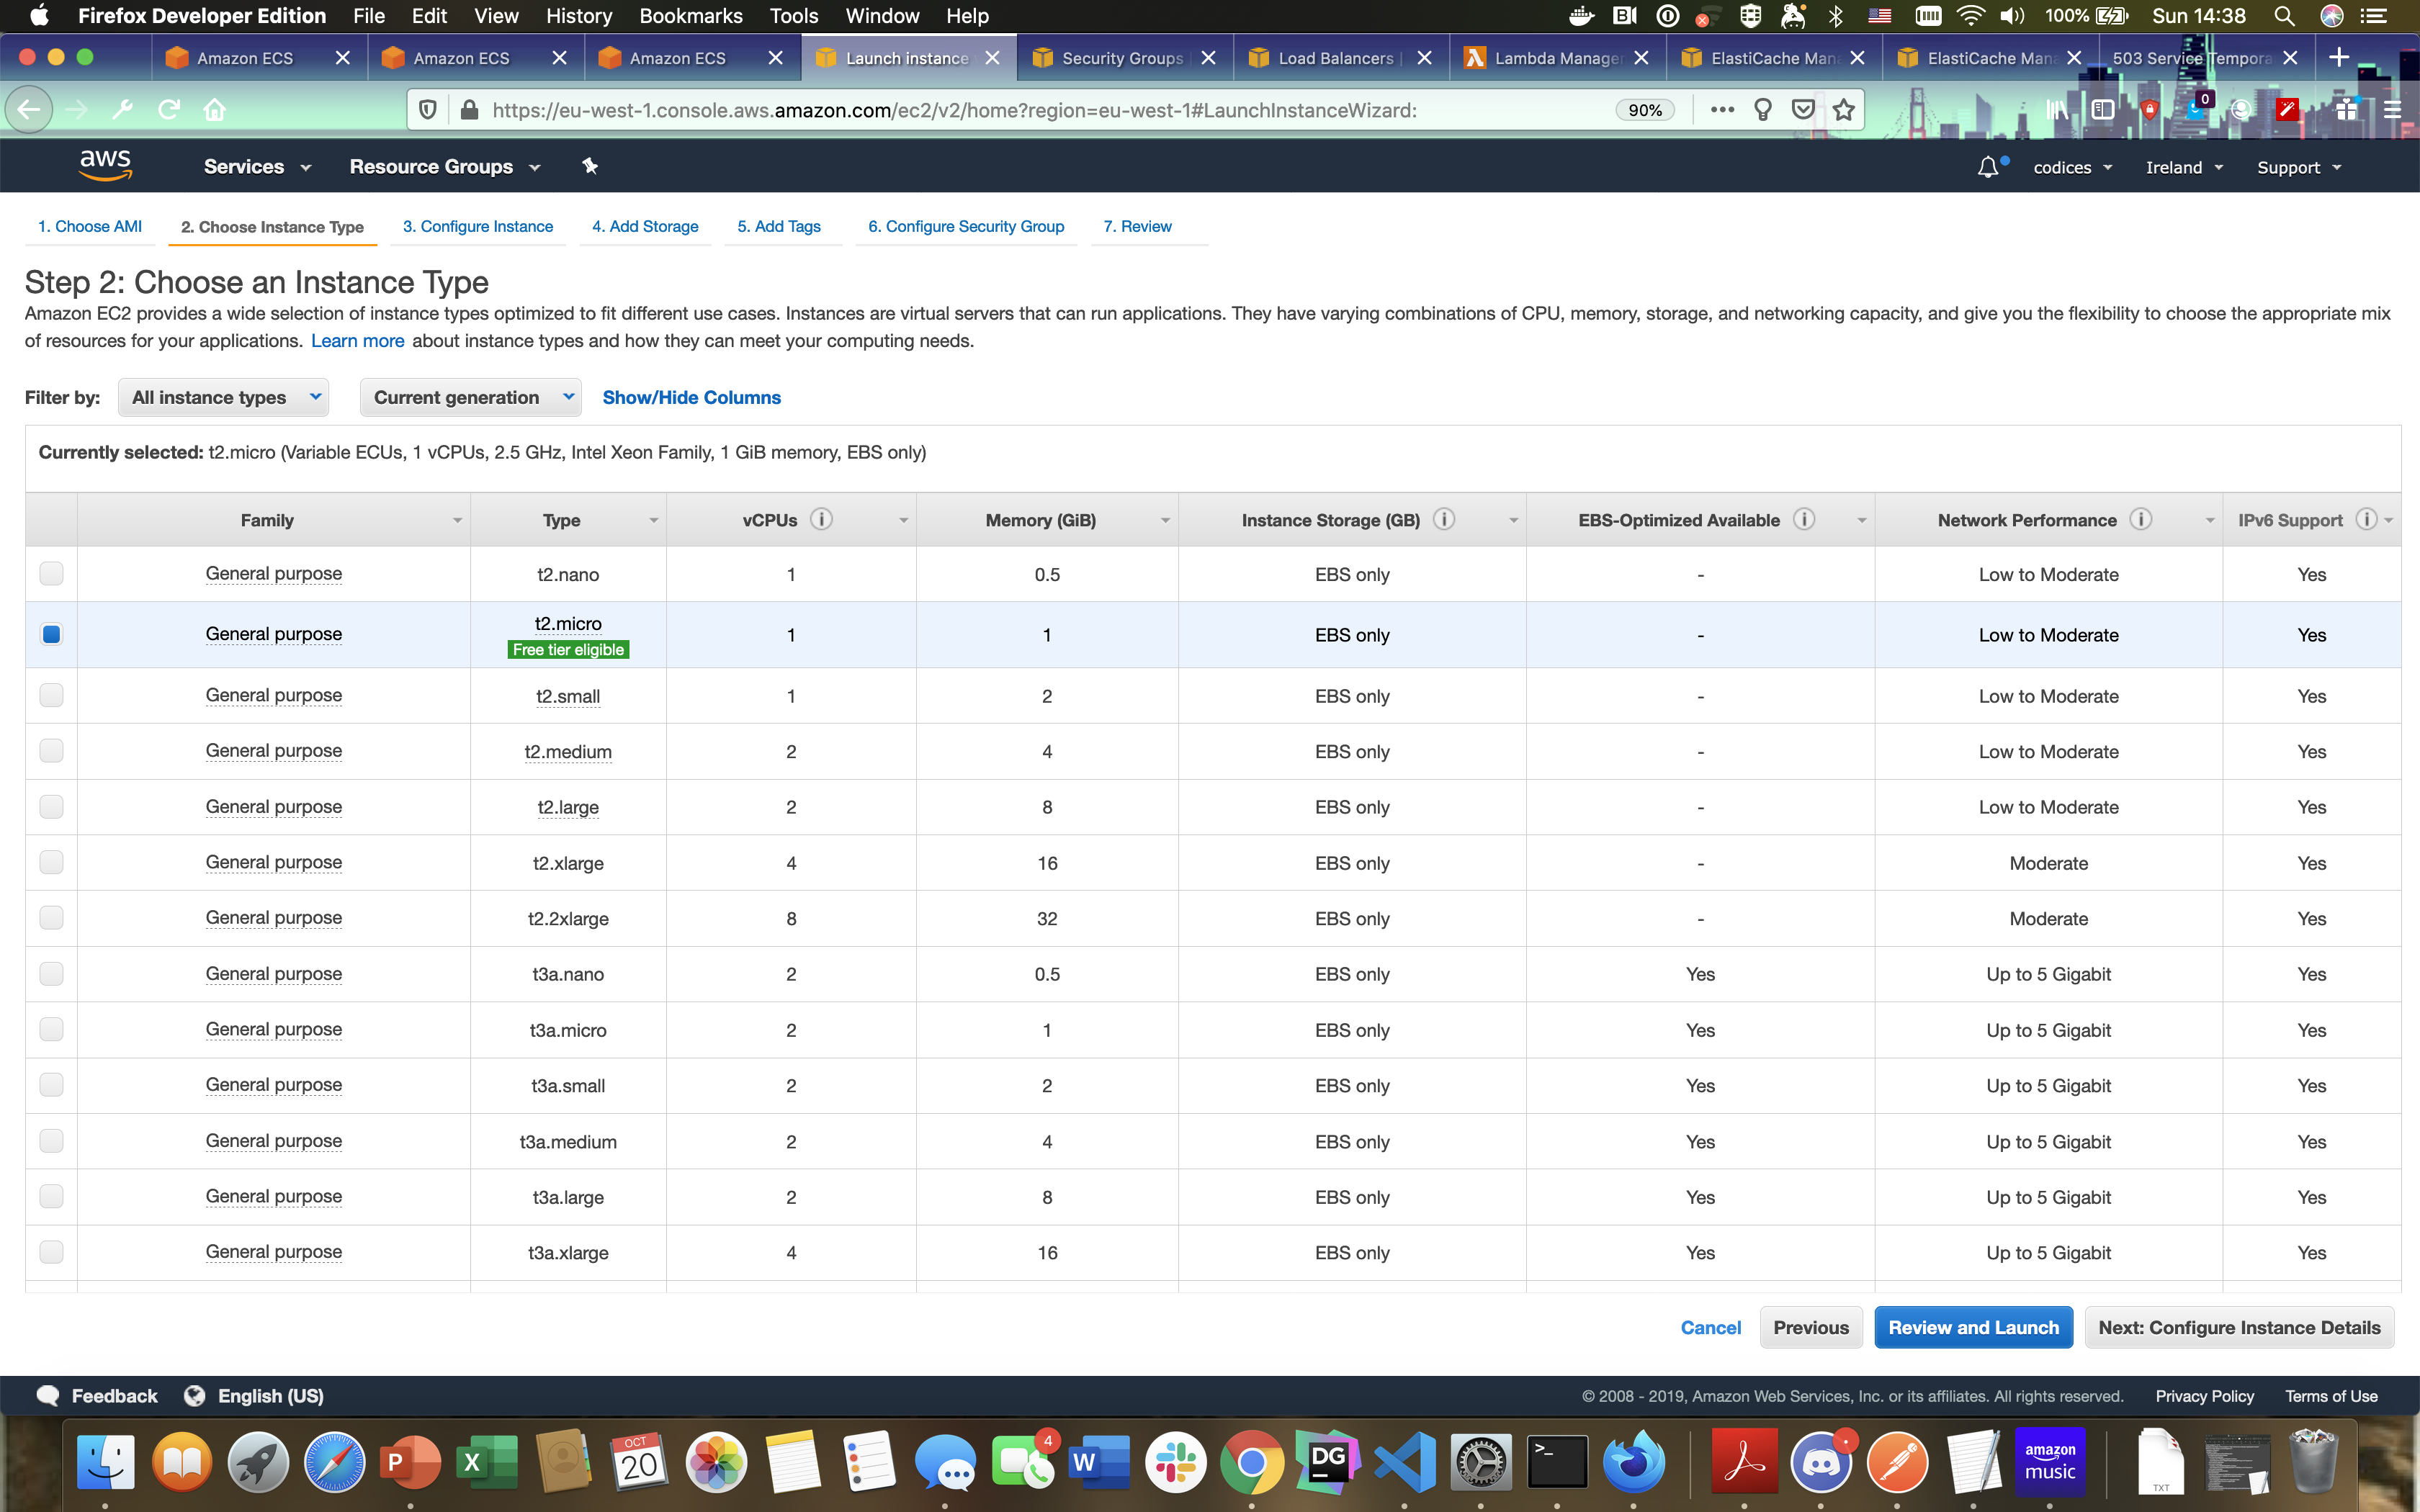 Firefox Developer Edition File Edit View History Bookmarks Tools Window Help 100% Sun 14:38
Amazon ECS Amazon ECS Amazon ECS Launch instance Security Groups Load Balancers Lambda Manage ElastiCache Man ElastiCache Man 503 Service Tempora
https://eu-west-1.console.aws.amazon.com/ec2/v2/home?region=eu-west-1#LaunchInstanceWizard: 90% 0
aws Services Resource Groups codices Ireland Support
1. Choose AMI 2. Choose Instance Type 3. Configure Instance 4. Add Storage 5. Add Tags 6. Configure Security Group 7. Review
Step 2: Choose an Instance Type
Amazon EC2 provides a wide selection of instance types optimized to fit different use cases. Instances are virtual servers that can run applications. They have varying combinations of CPU, memory, storage, and networking capacity, and give you the flexibility to choose the appropriate mix
of resources for your applications. Learn more about instance types and how they can meet your computing needs.
Filter by: All instance types Current generation Show/Hide Columns
Currently selected: t2.micro (Variable ECUs, 1 vCPUs, 2.5 GHz, Intel Xeon Family, 1 GiB memory, EBS only)
Family Type vCPUs Memory (GiB) Instance Storage (GB) EBS-Optimized Available Network Performance IPv6 Support
General purpose t2.nano 1 0.5 EBS only - Low to Moderate Yes
General purpose t2.micro 1 1 EBS only - Low to Moderate Yes
Free tier eligible
General purpose t2.small 1 2 EBS only - Low to Moderate Yes
General purpose t2.medium 2 4 EBS only - Low to Moderate Yes
General purpose t2.large 2 8 EBS only - Low to Moderate Yes
General purpose t2.xlarge 4 16 EBS only - Moderate Yes
General purpose t2.2xlarge 8 32 EBS only - Moderate Yes
General purpose t3a.nano 2 0.5 EBS only Yes Up to 5 Gigabit Yes
General purpose t3a.micro 2 1 EBS only Yes Up to 5 Gigabit Yes
General purpose t3a.small 2 2 EBS only Yes Up to 5 Gigabit Yes
General purpose t3a.medium 2 4 EBS only Yes Up to 5 Gigabit Yes
General purpose t3a.large 2 8 EBS only Yes Up to 5 Gigabit Yes
General purpose t3a.xlarge 4 16 EBS only Yes Up to 5 Gigabit Yes
Cancel Previous Review and Launch Next: Configure Instance Details
Feedback English (US) © 2008 - 2019, Amazon Web Services, Inc. or its affiliates. All rights reserved. Privacy Policy Terms of Use
P X OCT 20 4 W DG >_ amazon music TXT